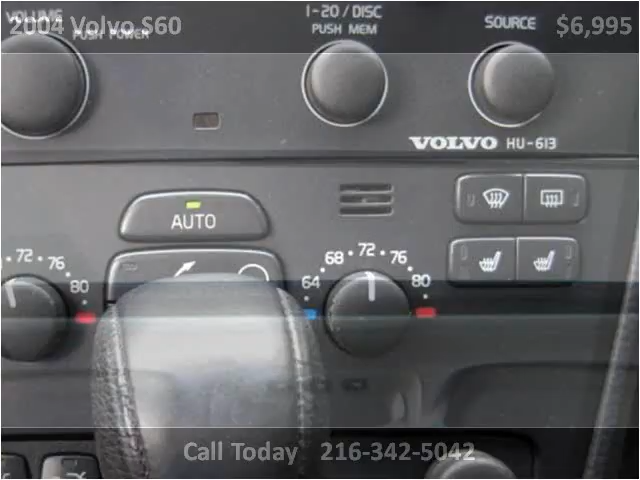 2004 Volvo S60 $6,995
VOLUME
PUSH POWER
1-20 / DISC
PUSH MEM
SOURCE
VOLVO HU-613
AUTO
72 76 80
64 68 72 76 80
Call Today 216-342-5042